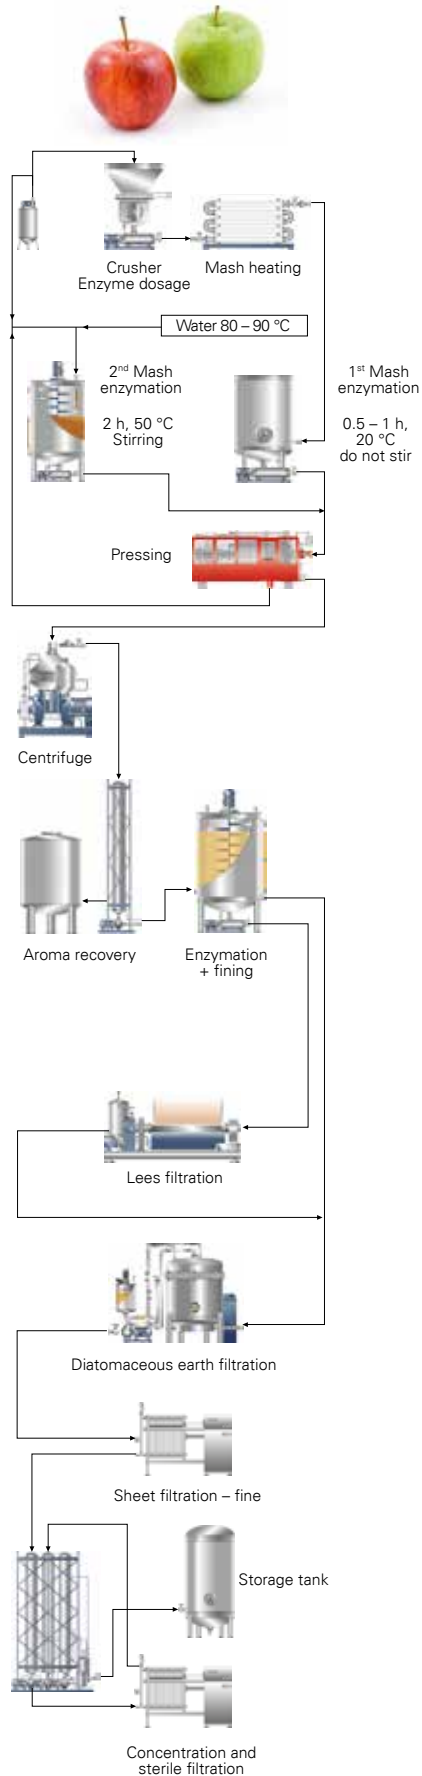 Crusher
Enzyme dosage
Mash heating
Water 80 – 90 °C
2nd Mash
enzymation
2 h, 50 °C
Stirring
1st Mash
enzymation
0.5 – 1 h,
20 °C
do not stir
Pressing
Centrifuge
Aroma recovery
Enzymation
+ fining
Lees filtration
Diatomaceous earth filtration
Sheet filtration – fine
Storage tank
Concentration and
sterile filtration